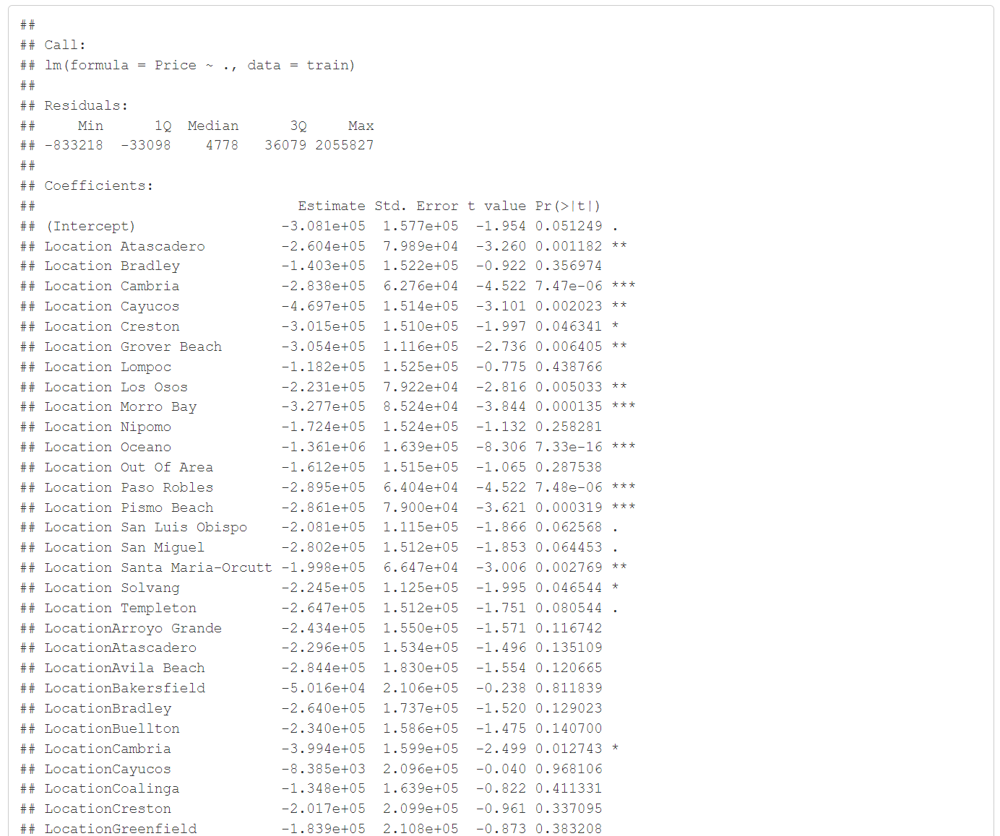 ##
## Call:
## lm(formula = Price ~ ., data = train)
##
## Residuals:
##     Min      1Q  Median      3Q     Max
## -833218  -33098    4778   36079 2055827
##
## Coefficients:
##                              Estimate Std. Error t value Pr(>|t|)
## (Intercept)                -3.081e+05  1.577e+05  -1.954 0.051249 .
## Location Atascadero        -2.604e+05  7.989e+04  -3.260 0.001182 **
## Location Bradley           -1.403e+05  1.522e+05  -0.922 0.356974
## Location Cambria           -2.838e+05  6.276e+04  -4.522 7.47e-06 ***
## Location Cayucos           -4.697e+05  1.514e+05  -3.101 0.002023 **
## Location Creston           -3.015e+05  1.510e+05  -1.997 0.046341 *
## Location Grover Beach      -3.054e+05  1.116e+05  -2.736 0.006405 **
## Location Lompoc            -1.182e+05  1.525e+05  -0.775 0.438766
## Location Los Osos          -2.231e+05  7.922e+04  -2.816 0.005033 **
## Location Morro Bay         -3.277e+05  8.524e+04  -3.844 0.000135 ***
## Location Nipomo            -1.724e+05  1.524e+05  -1.132 0.258281
## Location Oceano            -1.361e+06  1.639e+05  -8.306 7.33e-16 ***
## Location Out Of Area       -1.612e+05  1.515e+05  -1.065 0.287538
## Location Paso Robles       -2.895e+05  6.404e+04  -4.522 7.48e-06 ***
## Location Pismo Beach       -2.861e+05  7.900e+04  -3.621 0.000319 ***
## Location San Luis Obispo   -2.081e+05  1.115e+05  -1.866 0.062568 .
## Location San Miguel        -2.802e+05  1.512e+05  -1.853 0.064453 .
## Location Santa Maria-Orcutt -1.998e+05  6.647e+04  -3.006 0.002769 **
## Location Solvang           -2.245e+05  1.125e+05  -1.995 0.046544 *
## Location Templeton         -2.647e+05  1.512e+05  -1.751 0.080544 .
## LocationArroyo Grande      -2.434e+05  1.550e+05  -1.571 0.116742
## LocationAtascadero         -2.296e+05  1.534e+05  -1.496 0.135109
## LocationAvila Beach        -2.844e+05  1.830e+05  -1.554 0.120665
## LocationBakersfield        -5.016e+04  2.106e+05  -0.238 0.811839
## LocationBradley            -2.640e+05  1.737e+05  -1.520 0.129023
## LocationBuellton           -2.340e+05  1.586e+05  -1.475 0.140700
## LocationCambria            -3.994e+05  1.599e+05  -2.499 0.012743 *
## LocationCayucos            -8.385e+03  2.096e+05  -0.040 0.968106
## LocationCoalinga           -1.348e+05  1.639e+05  -0.822 0.411331
## LocationCreston            -2.017e+05  2.099e+05  -0.961 0.337095
## LocationGreenfield         -1.839e+05  2.108e+05  -0.873 0.383208